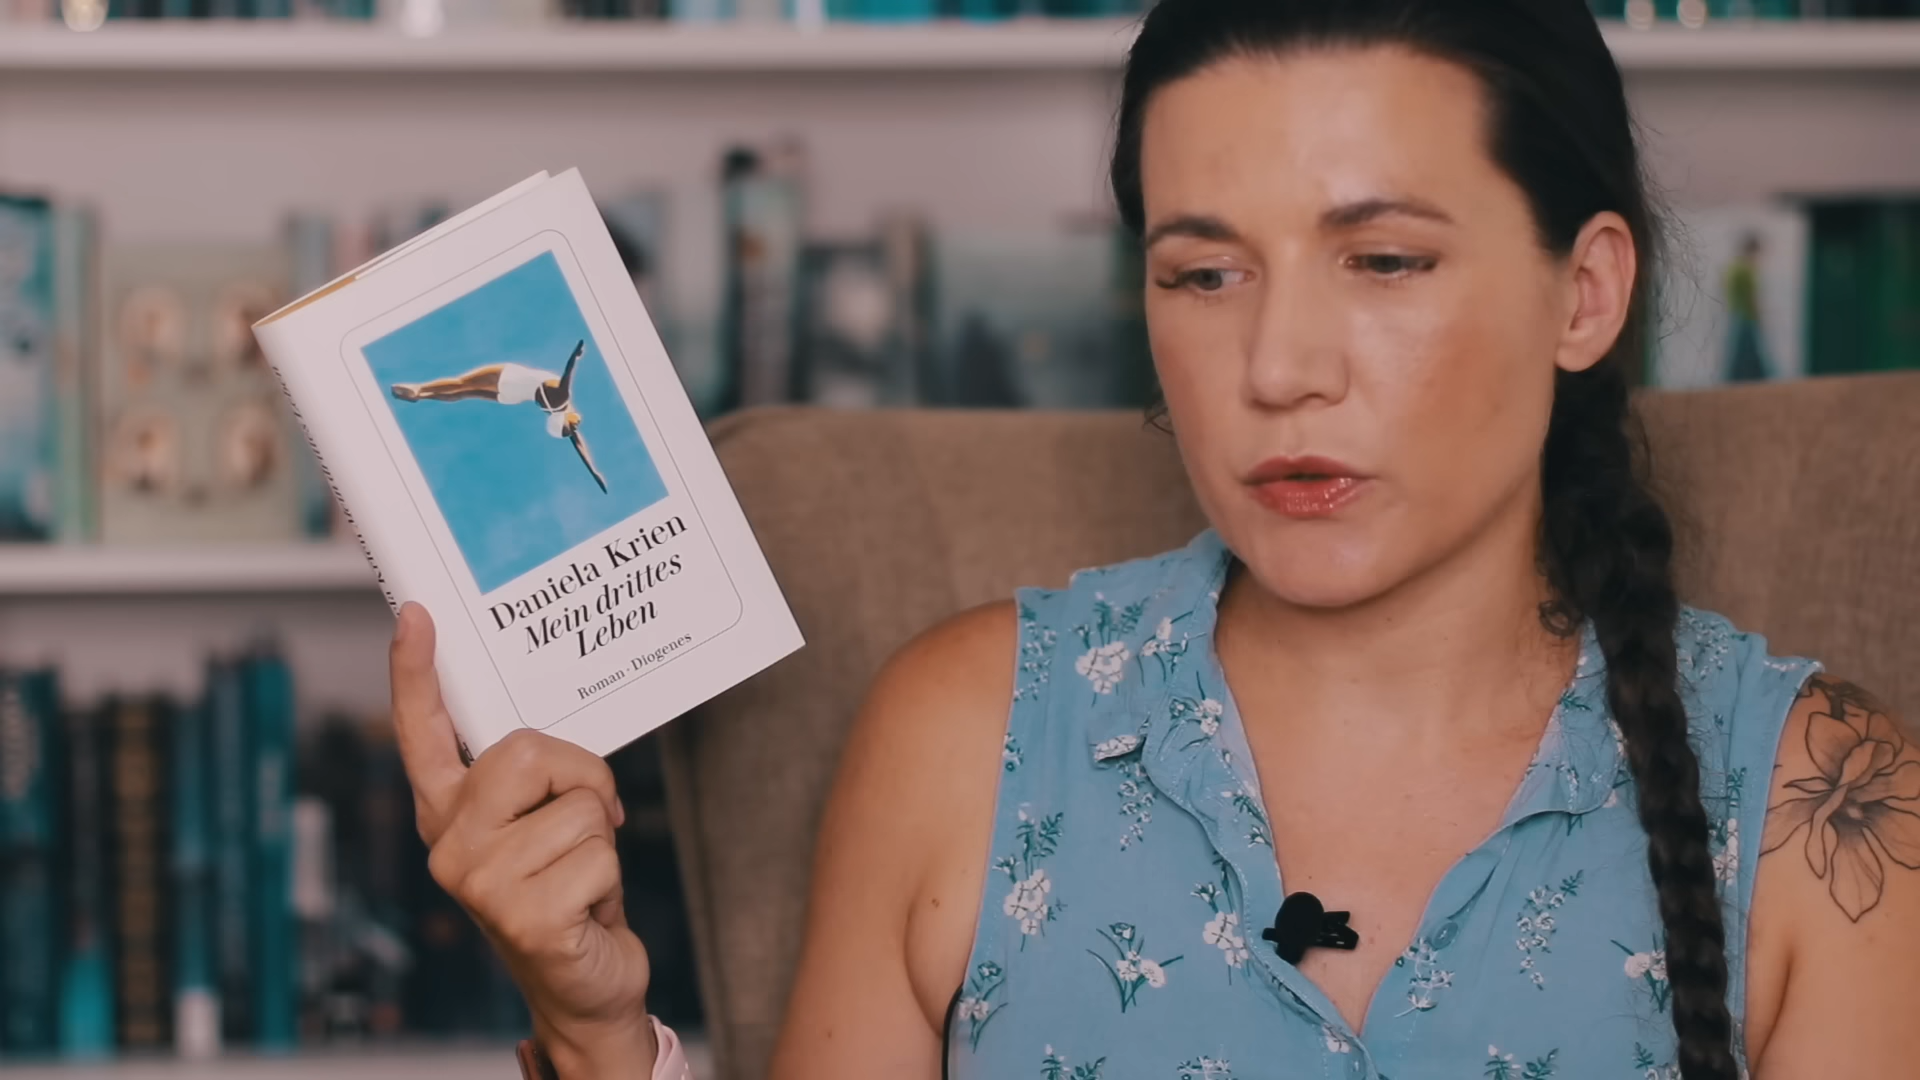 Daniela Krien
Mein drittes
Leben
Roman · Diogenes